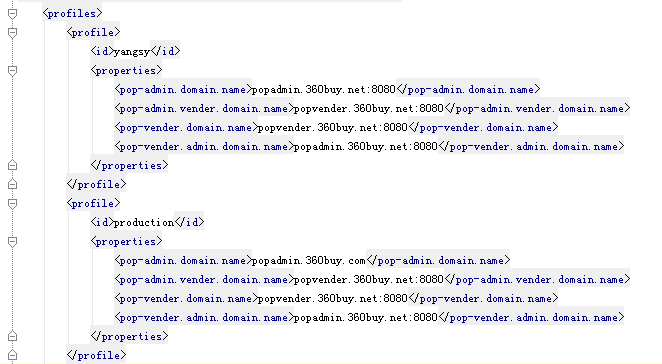 <profiles>
<profile>
<id>yangsy</id>
<properties>
<pop-admin.domain.name>popadmin.360buy.net:8080</pop-admin.domain.name>
<pop-admin.vender.domain.name>popvender.360buy.net:8080</pop-admin.vender.domain.name>
<pop-vender.domain.name>popvender.360buy.net:8080</pop-vender.domain.name>
<pop-vender.admin.domain.name>popadmin.360buy.net:8080</pop-vender.admin.domain.name>
</properties>
</profile>
<profile>
<id>production</id>
<properties>
<pop-admin.domain.name>popadmin.360buy.com</pop-admin.domain.name>
<pop-admin.vender.domain.name>popvender.360buy.net:8080</pop-admin.vender.domain.name>
<pop-vender.domain.name>popvender.360buy.net:8080</pop-vender.domain.name>
<pop-vender.admin.domain.name>popadmin.360buy.net:8080</pop-vender.admin.domain.name>
</properties>
</profile>